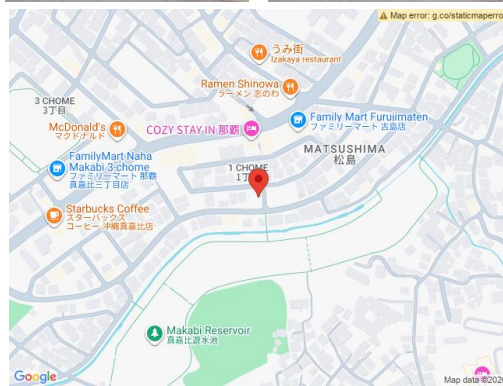 ⚠ Map error: g.co/staticmaperro
うみ街
Izakaya restaurant
Ramen Shinowa
ラーメン 志のわ
3 CHOME
3丁目
McDonald's
マクドナルド
COZY STAY IN 那覇
Family Mart Furujimaten
ファミリーマート 古島店
MATSUSHIMA
松島
FamilyMart Naha
Makabi 3-chome
ファミリーマート 那覇
真嘉比三丁目店
1 CHOME
1丁
Starbucks Coffee
スターバックス
コーヒー 沖縄真嘉比店
Makabi Reservoir
真嘉比遊水池
Google
Map data ©202